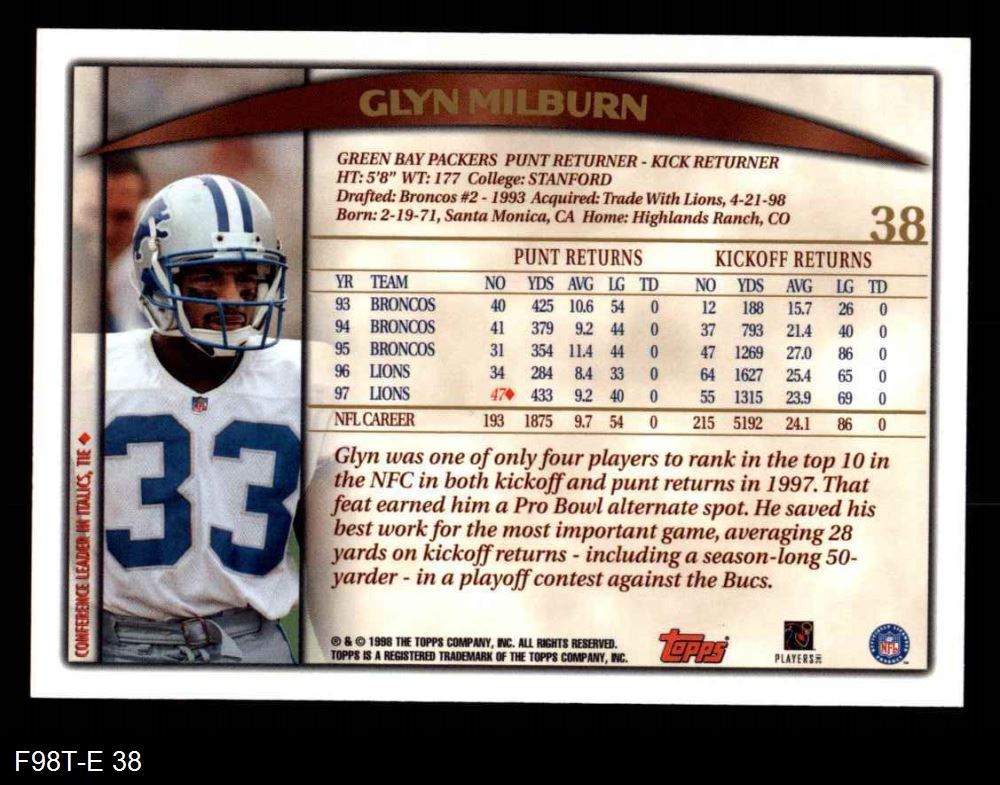 GLYN MILBURN
GREEN BAY PACKERS PUNT RETURNER - KICK RETURNER
HT: 5'8" WT: 177 College: STANFORD
Drafted: Broncos #2 - 1993 Acquired: Trade With Lions, 4-21-98
Born: 2-19-71, Santa Monica, CA Home: Highlands Ranch, CO
38
PUNT RETURNS KICKOFF RETURNS
YR TEAM NO YDS AVG LG TD NO YDS AVG LG TD
93 BRONCOS 40 425 10.6 54 0 12 188 15.7 26 0
94 BRONCOS 41 379 9.2 44 0 37 793 21.4 40 0
95 BRONCOS 31 354 11.4 44 0 47 1269 27.0 86 0
96 LIONS 34 284 8.4 33 0 64 1627 25.4 65 0
97 LIONS 47♦ 433 9.2 40 0 55 1315 23.9 69 0
NFL CAREER 193 1875 9.7 54 0 215 5192 24.1 86 0
Glyn was one of only four players to rank in the top 10 in
the NFC in both kickoff and punt returns in 1997. That
feat earned him a Pro Bowl alternate spot. He saved his
best work for the most important game, averaging 28
yards on kickoff returns - including a season-long 50-
yarder - in a playoff contest against the Bucs.
CONFERENCE LEADER IN ITALICS, TIE ♦
33
® & © 1998 THE TOPPS COMPANY, INC. ALL RIGHTS RESERVED.
TOPPS IS A REGISTERED TRADEMARK OF THE TOPPS COMPANY, INC.
Topps
PLAYERS INC
NFL
F98T-E 38